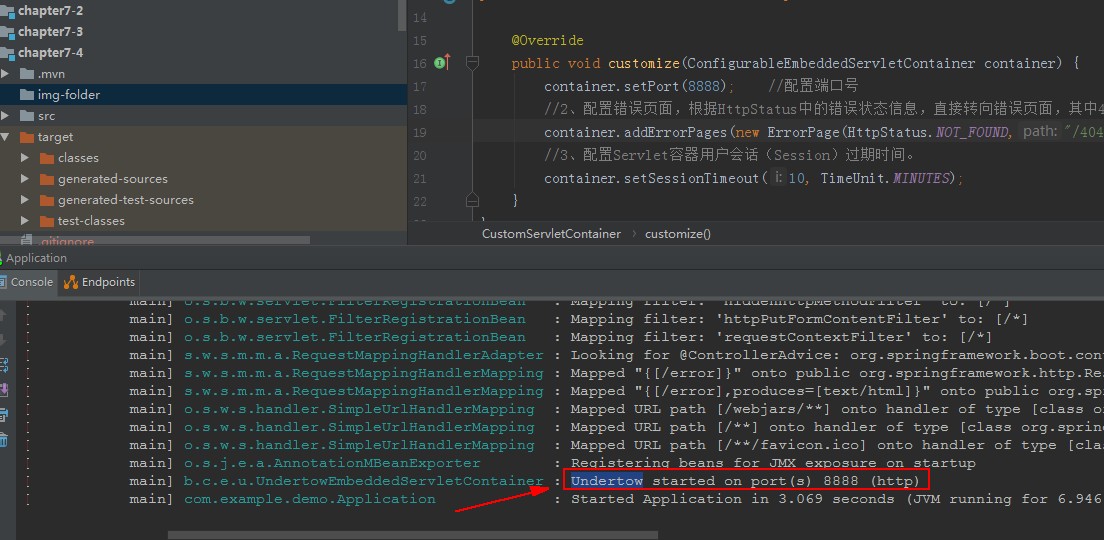 chapter7-2
chapter7-3
chapter7-4
.mvn
img-folder
src
target
classes
generated-sources
generated-test-sources
test-classes
.gitignore
14
15 @Override
16 public void customize(ConfigurableEmbeddedServletContainer container) {
17 container.setPort(8888); //配置端口号
18 //2、配置错误页面，根据HttpStatus中的错误状态信息，直接转向错误页面，其中4
19 container.addErrorPages(new ErrorPage(HttpStatus.NOT_FOUND, path: "/404
20 //3、配置Servlet容器用户会话（Session）过期时间。
21 container.setSessionTimeout( i: 10, TimeUnit.MINUTES);
22 }
CustomServletContainer › customize()
Application
Console Endpoints
main] o.s.b.w.servlet.FilterRegistrationBean : Mapping filter: 'hiddenHttpMethodFilter' to: [/*]
main] o.s.b.w.servlet.FilterRegistrationBean : Mapping filter: 'httpPutFormContentFilter' to: [/*]
main] o.s.b.w.servlet.FilterRegistrationBean : Mapping filter: 'requestContextFilter' to: [/*]
main] s.w.s.m.m.a.RequestMappingHandlerAdapter : Looking for @ControllerAdvice: org.springframework.boot.con
main] s.w.s.m.m.a.RequestMappingHandlerMapping : Mapped "{[/error]}" onto public org.springframework.http.Re
main] s.w.s.m.m.a.RequestMappingHandlerMapping : Mapped "{[/error],produces=[text/html]}" onto public org.sp
main] o.s.w.s.handler.SimpleUrlHandlerMapping : Mapped URL path [/webjars/**] onto handler of type [class o
main] o.s.w.s.handler.SimpleUrlHandlerMapping : Mapped URL path [/**] onto handler of type [class org.sprin
main] o.s.w.s.handler.SimpleUrlHandlerMapping : Mapped URL path [/**/favicon.ico] onto handler of type [cla
main] o.s.j.e.a.AnnotationMBeanExporter : Registering beans for JMX exposure on startup
main] b.c.e.u.UndertowEmbeddedServletContainer : Undertow started on port(s) 8888 (http)
main] com.example.demo.Application : Started Application in 3.069 seconds (JVM running for 6.946